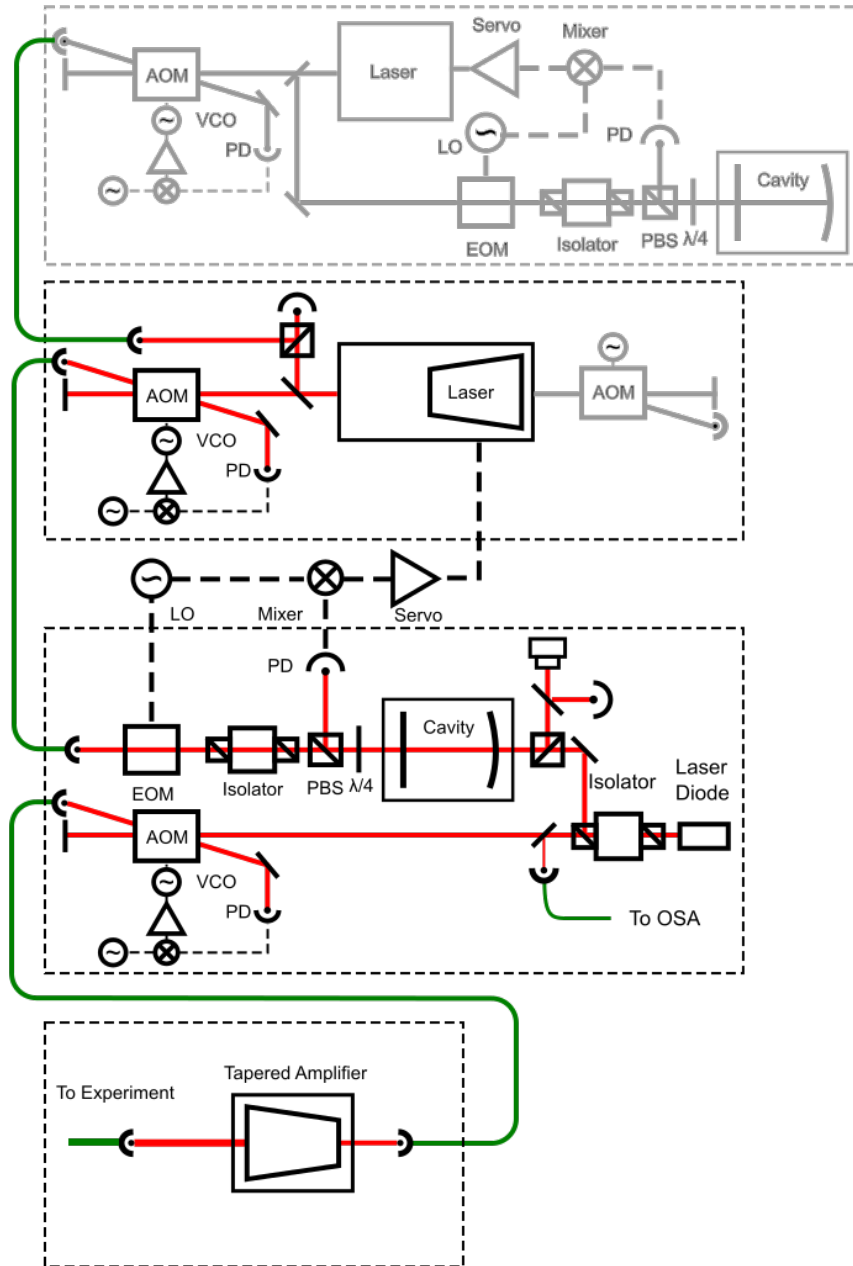 Servo
Mixer
AOM
Laser
VCO
LO
PD
PD
Cavity
EOM
Isolator
PBS
λ/4
AOM
Laser
AOM
VCO
PD
LO
Mixer
Servo
PD
Cavity
EOM
Isolator
PBS
λ/4
Isolator
Laser
Diode
AOM
VCO
PD
To OSA
Tapered Amplifier
To Experiment